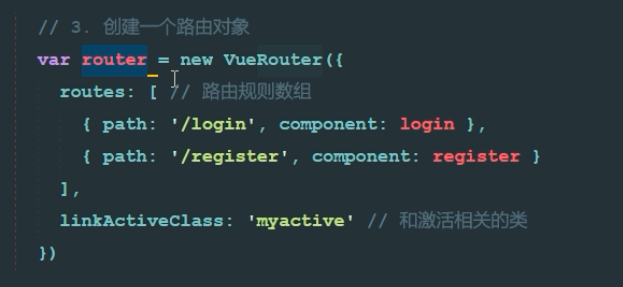 // 3. 创建一个路由对象
var router = new VueRouter({
routes: [ // 路由规则数组
{ path: '/login', component: login },
{ path: '/register', component: register }
],
linkActiveClass: 'myactive' // 和激活相关的类
})